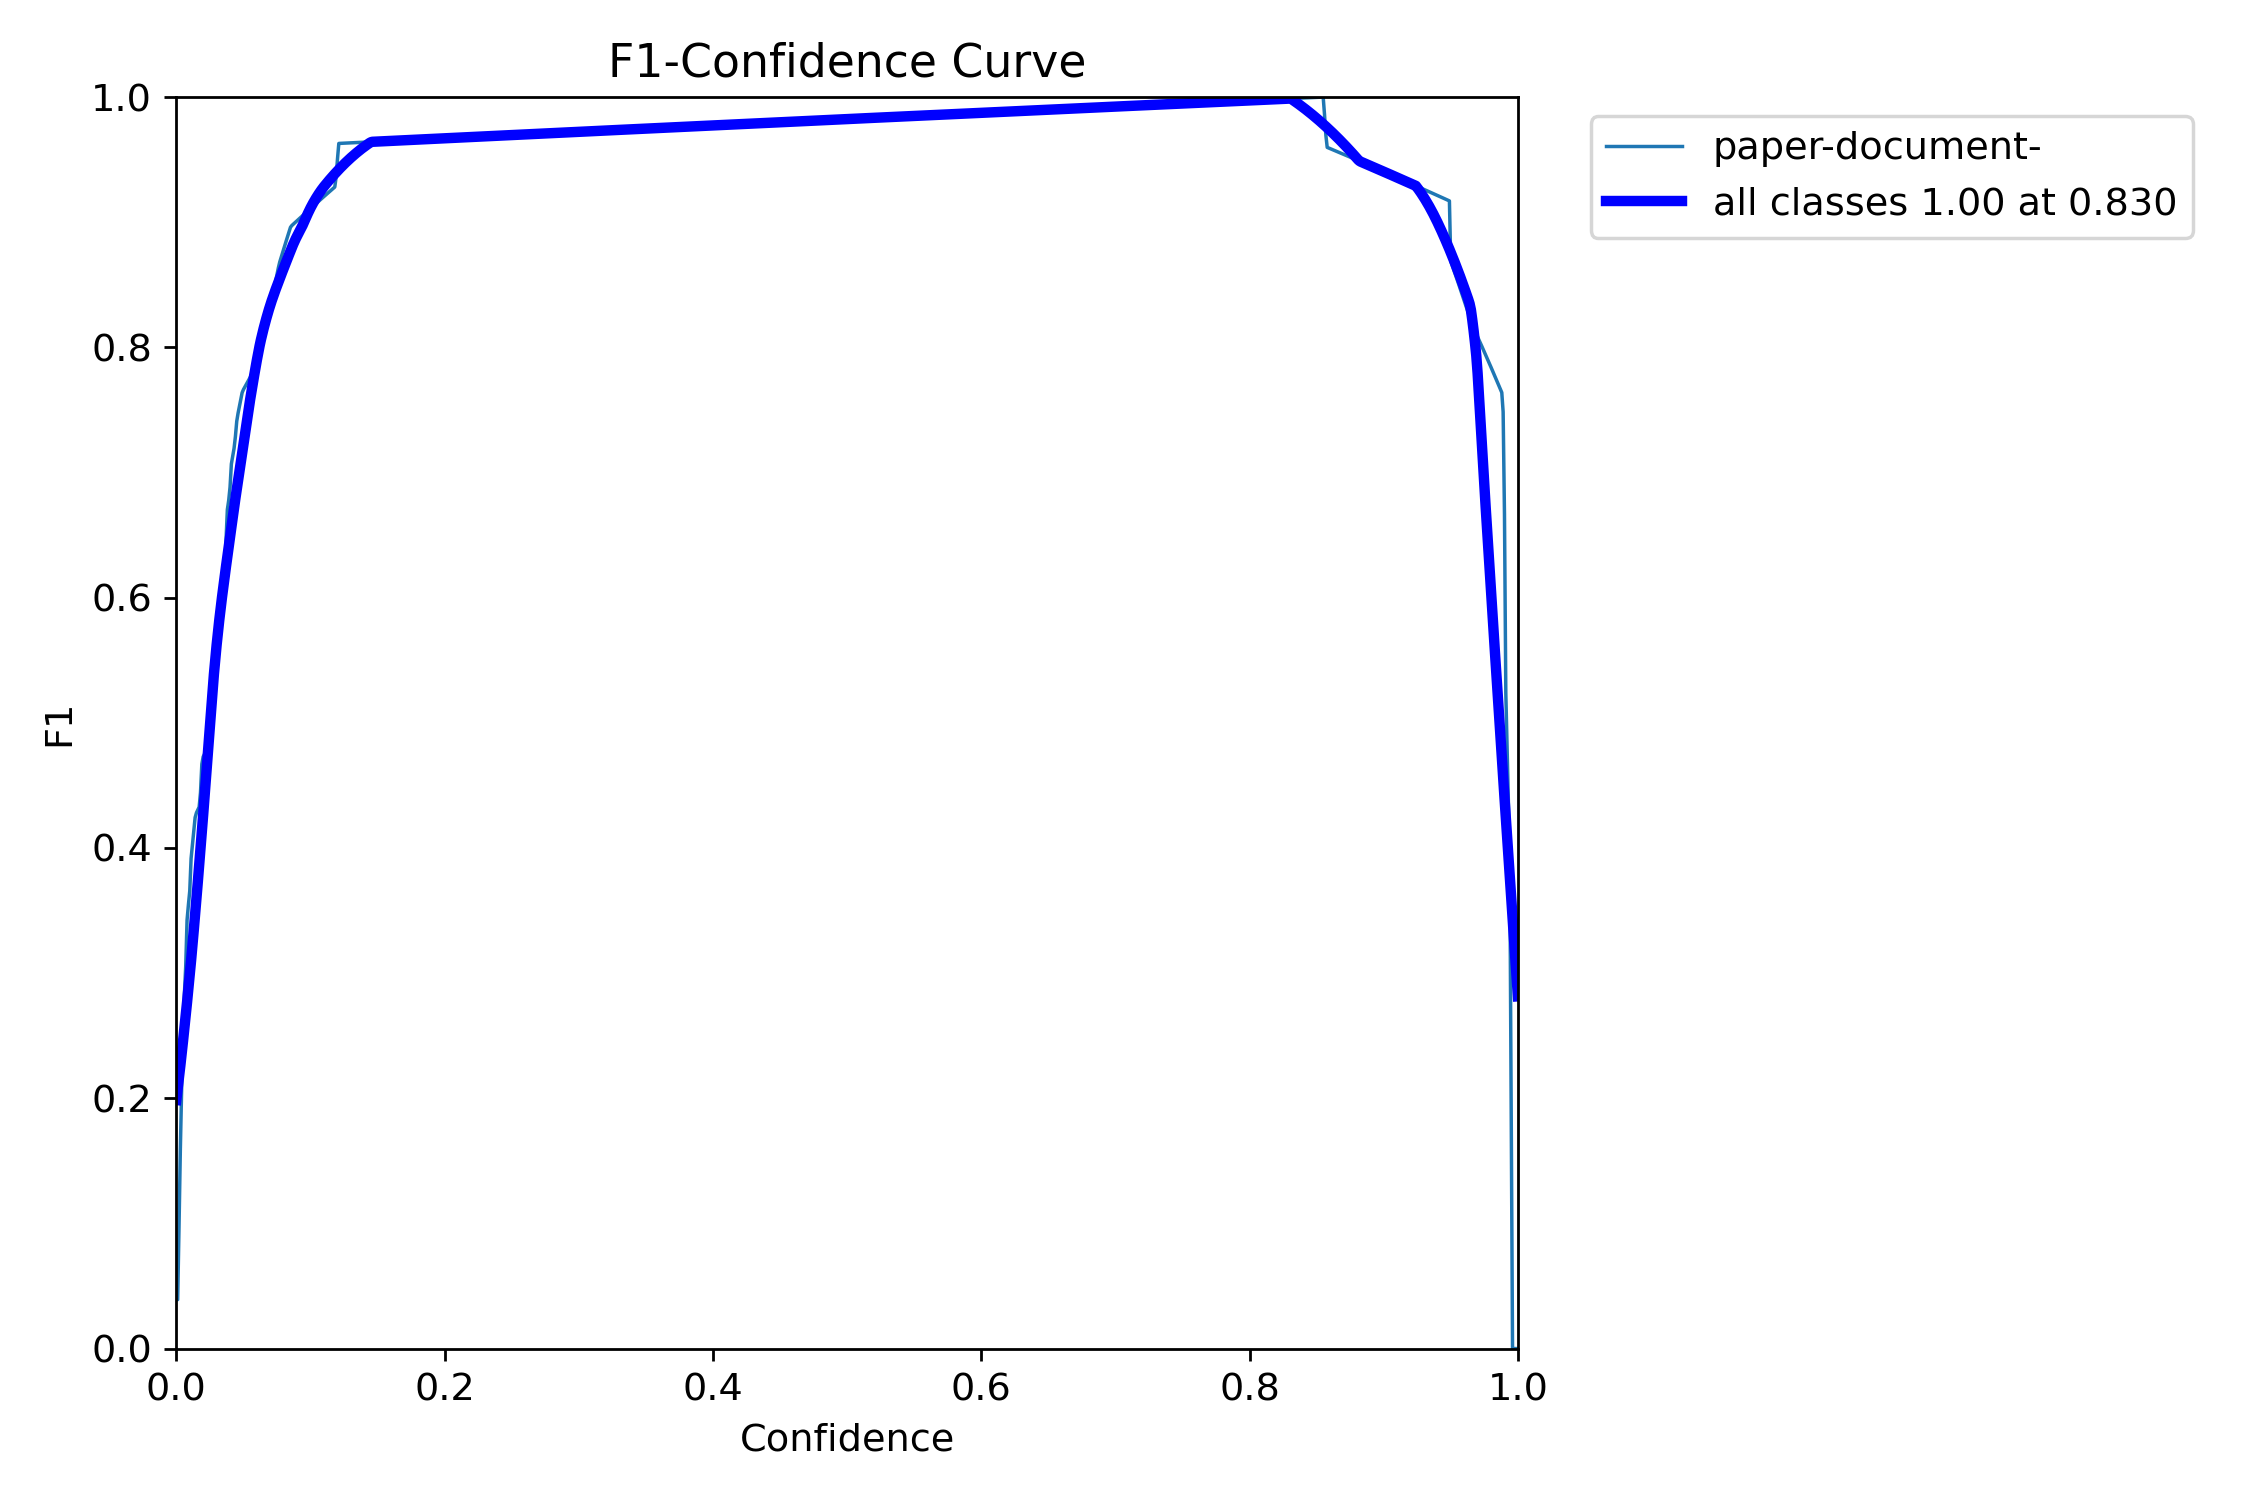 F1-Confidence Curve
1.0
0.8
0.6
0.4
0.2
0.0
F1
0.0 0.2 0.4 0.6 0.8 1.0
Confidence
paper-document-
all classes 1.00 at 0.830